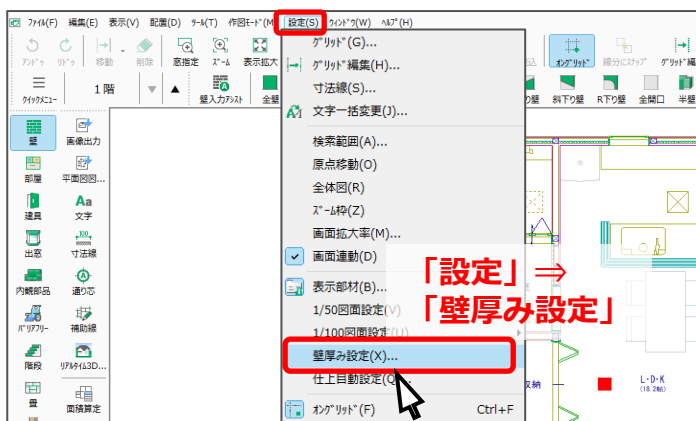 ﾌｧｲﾙ(F) 編集(E) 表示(V) 配置(D) ﾂｰﾙ(T) 作図ﾓｰﾄﾞ(M 設定(S) ｳｨﾝﾄﾞｳ(W) ﾍﾙﾌﾟ(H)
ｱﾝﾄﾞｩ ﾘﾄﾞｩ 移動 削除 窓指定 ｽﾞｰﾑ 表示拡大
ｵﾝｸﾞﾘｯﾄﾞ 線分にｽﾅｯﾌﾟ ｸﾞﾘｯﾄﾞ編
ｸｲｯｸﾒﾆｭｰ 1 階 壁入力ｱｼｽﾄ 全壁
り壁 斜下り壁 R下り壁 全開口 半壁
壁 画像出力
部屋 平面図図...
建具 文字
出窓 寸法線
内観部品 通り芯
ﾊﾞﾘｱﾌﾘｰ 補助線
階段 ﾘｱﾙﾀｲﾑ3D...
畳 面積算定
ｸﾞﾘｯﾄﾞ(G)...
ｸﾞﾘｯﾄﾞ編集(H)...
寸法線(S)...
文字一括変更(J)...
検索範囲(A)...
原点移動(O)
全体図(R)
ｽﾞｰﾑ枠(Z)
画面拡大率(M)...
画面連動(D)
表示部材(B)...
1/50図面設定(V)
1/100図面設定(U)
壁厚み設定(X)...
仕上自動設定(Q)...
ｵﾝｸﾞﾘｯﾄﾞ(F) Ctrl+F
「設定」⇒
「壁厚み設定」
収納
L・D・K
(18.2帖)